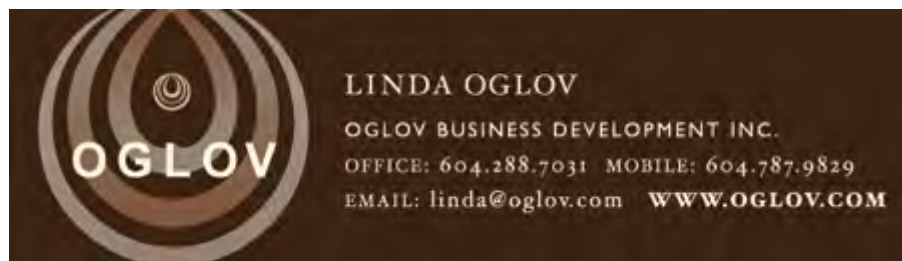 OGLOV
LINDA OGLOV
OGLOV BUSINESS DEVELOPMENT INC.
OFFICE: 604.288.7031 MOBILE: 604.787.9829
EMAIL: linda@oglov.com WWW.OGLOV.COM